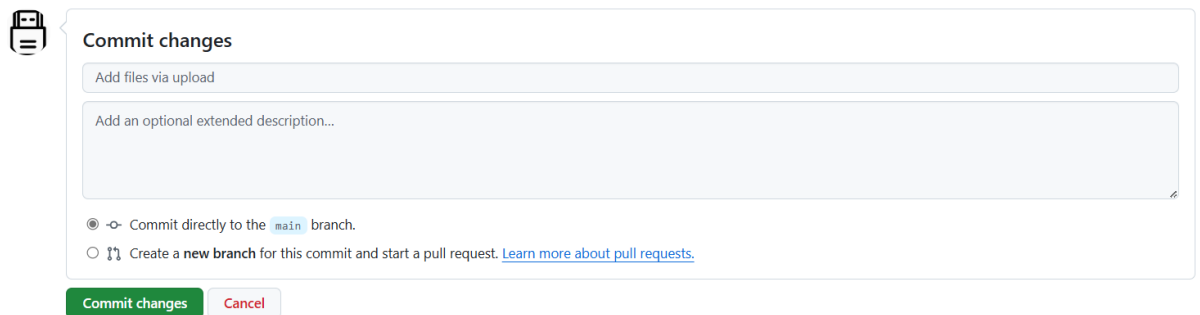 Commit changes
Add files via upload
Add an optional extended description...
Commit directly to the main branch.
Create a new branch for this commit and start a pull request. Learn more about pull requests.
Commit changes Cancel